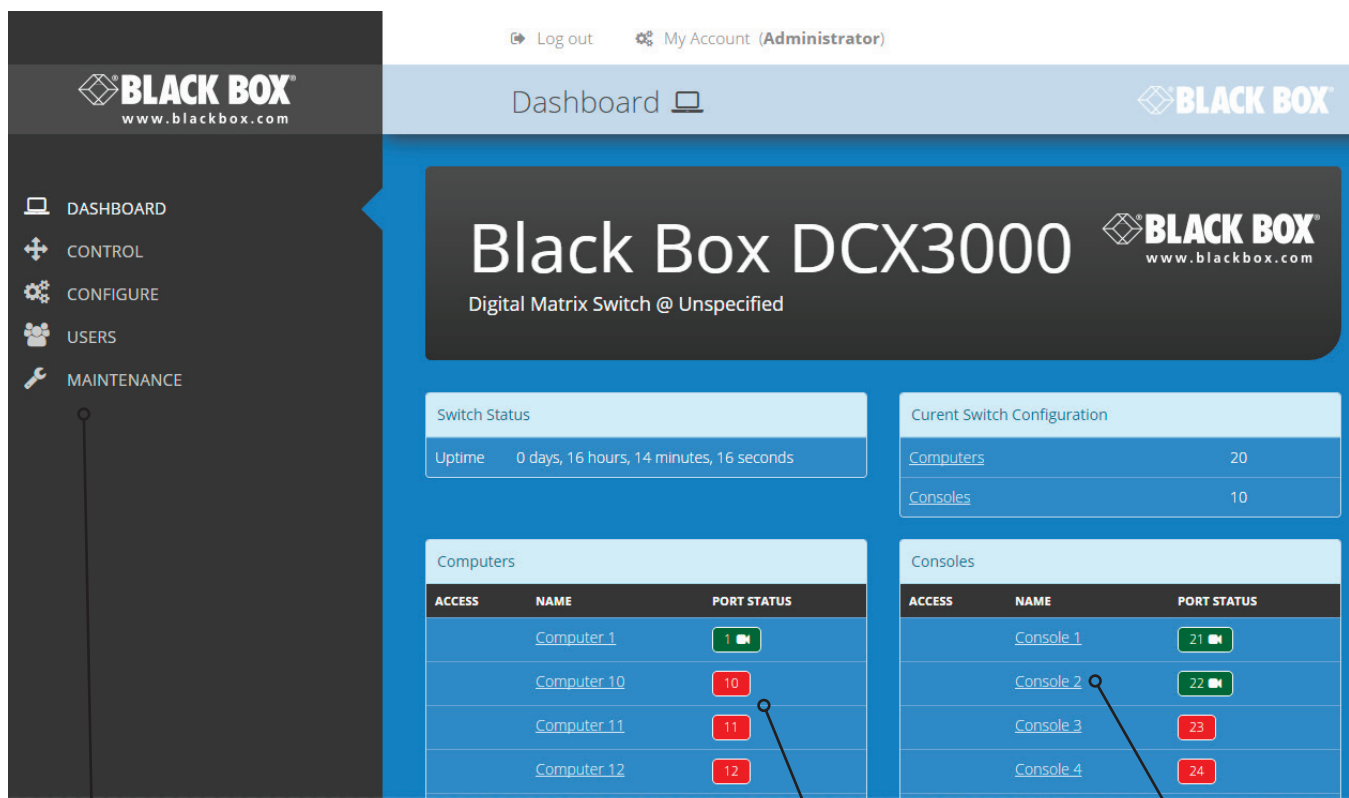 Log out My Account (Administrator)
BLACK BOX®
www.blackbox.com
Dashboard
BLACK BOX®
DASHBOARD
CONTROL
CONFIGURE
USERS
MAINTENANCE
Black Box DCX3000
BLACK BOX®
www.blackbox.com
Digital Matrix Switch @ Unspecified
Switch Status
Uptime 0 days, 16 hours, 14 minutes, 16 seconds
Curent Switch Configuration
Computers 20
Consoles 10
Computers
ACCESS NAME PORT STATUS
Computer 1 1
Computer 10 10
Computer 11 11
Computer 12 12
Consoles
ACCESS NAME PORT STATUS
Console 1 21
Console 2 22
Console 3 23
Console 4 24